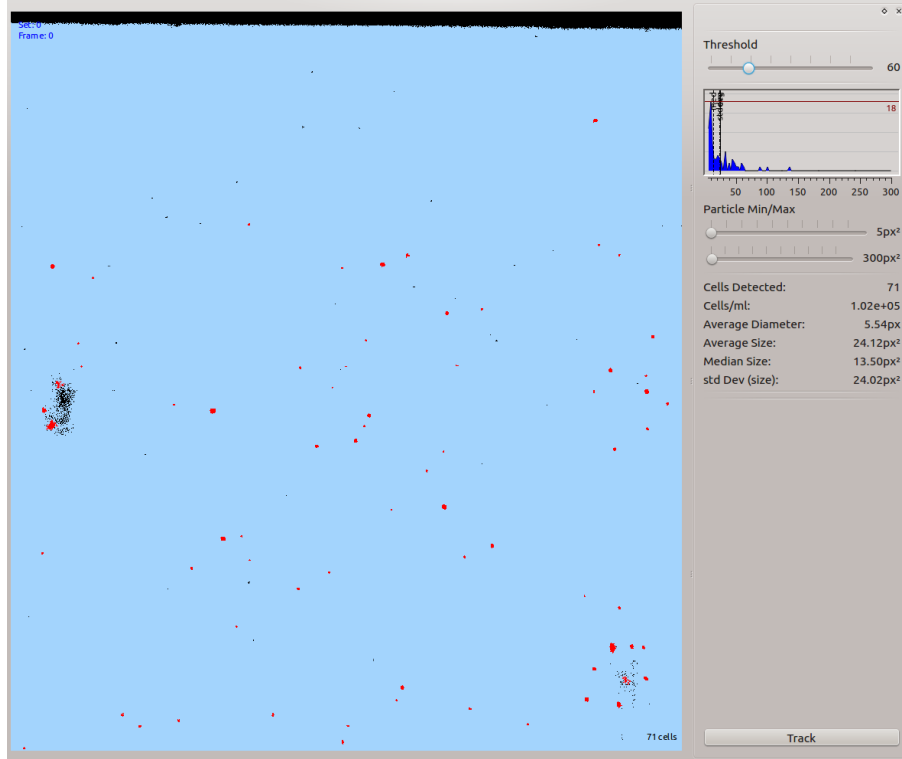 Set: 0
Frame: 0
71 cells
Threshold
60
18
50 100 150 200 250 300
Particle Min/Max
5px²
300px²
Cells Detected: 71
Cells/ml: 1.02e+05
Average Diameter: 5.54px
Average Size: 24.12px²
Median Size: 13.50px²
std Dev (size): 24.02px²
Track